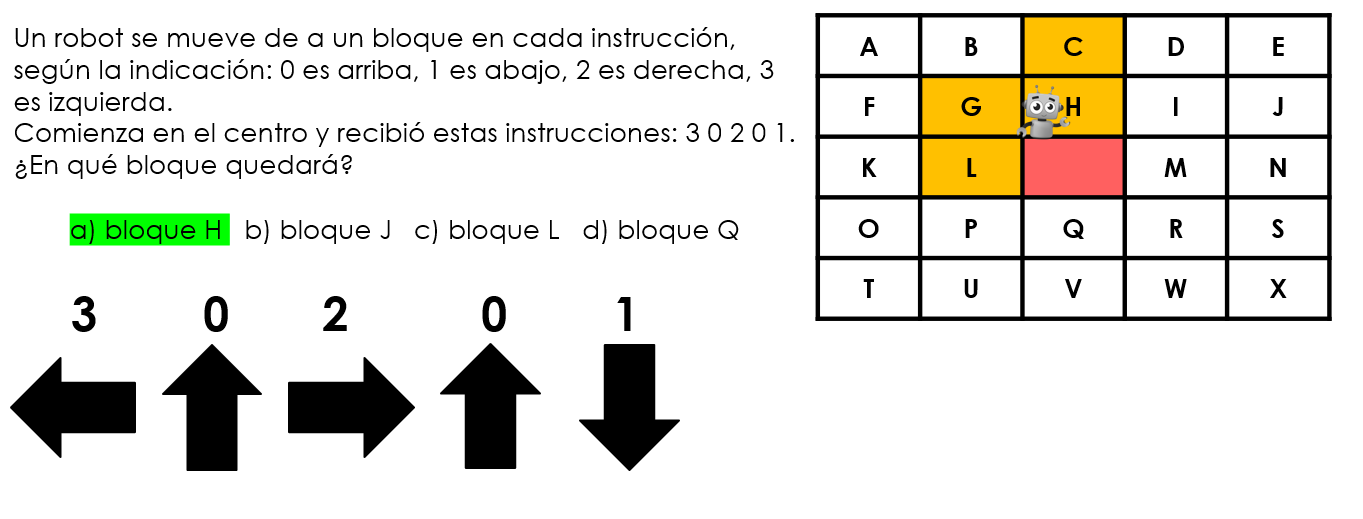 Un robot se mueve de a un bloque en cada instrucción,
según la indicación: 0 es arriba, 1 es abajo, 2 es derecha, 3
es izquierda.
Comienza en el centro y recibió estas instrucciones: 3 0 2 0 1.
¿En qué bloque quedará?
a) bloque H b) bloque J c) bloque L d) bloque Q
3 0 2 0 1
A B C D E
F G H I J
K L M N
O P Q R S
T U V W X